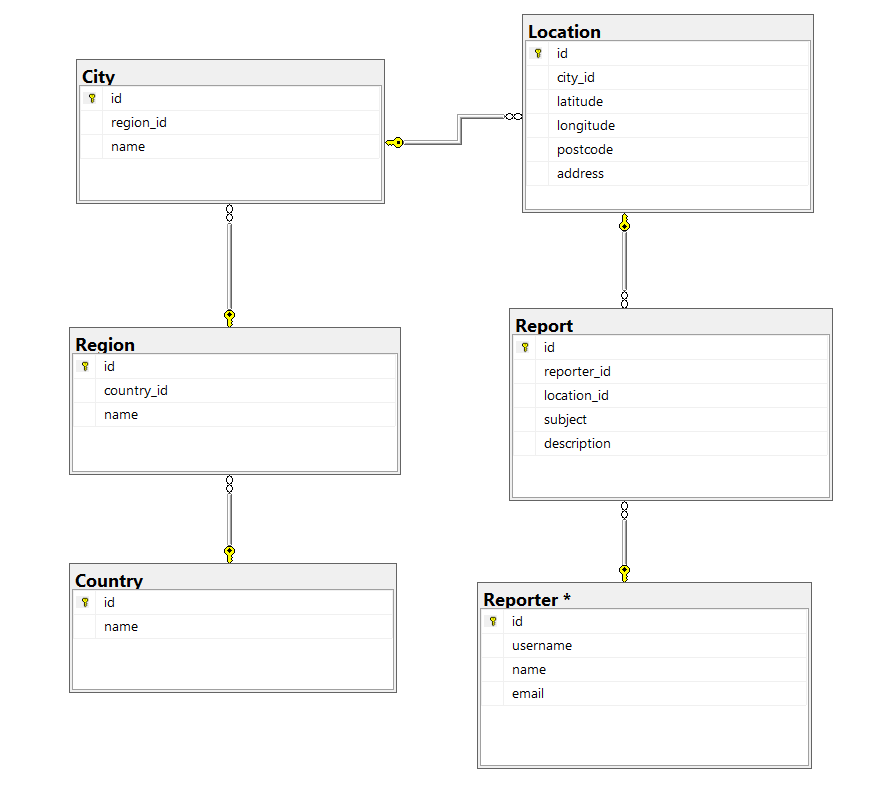 City
id
region_id
name
Location
id
city_id
latitude
longitude
postcode
address
Region
id
country_id
name
Report
id
reporter_id
location_id
subject
description
Country
id
name
Reporter *
id
username
name
email